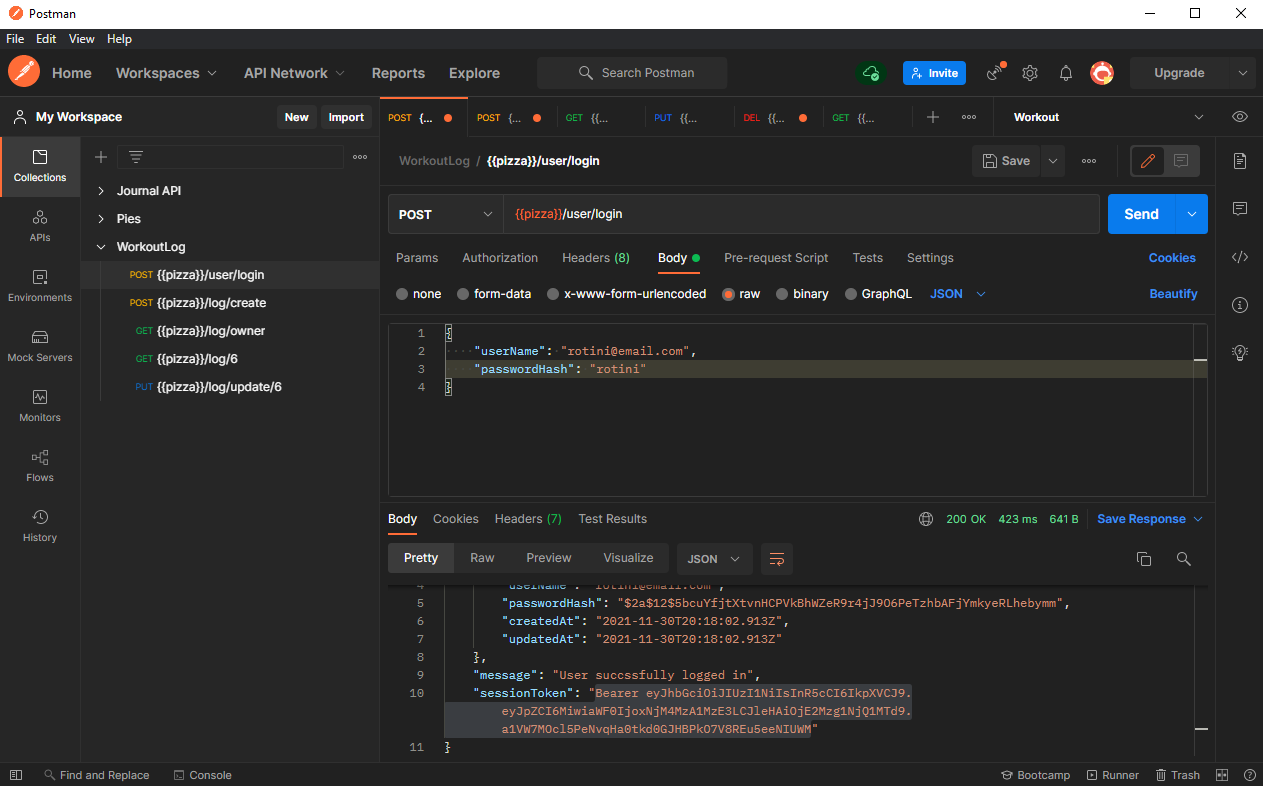 Postman
File Edit View Help
Home Workspaces API Network Reports Explore Search Postman Invite Upgrade
My Workspace New Import
POST {... POST {... GET {{... PUT {{... DEL {{... GET {{... Workout
Collections
APIs
Environments
Mock Servers
Monitors
Flows
History
Journal API
Pies
WorkoutLog
POST {{pizza}}/user/login
POST {{pizza}}/log/create
GET {{pizza}}/log/owner
GET {{pizza}}/log/6
PUT {{pizza}}/log/update/6
WorkoutLog / {{pizza}}/user/login Save
POST {{pizza}}/user/login Send
Params Authorization Headers (8) Body Pre-request Script Tests Settings Cookies
none form-data x-www-form-urlencoded raw binary GraphQL JSON Beautify
1 {
2 "userName": "rotini@email.com",
3 "passwordHash": "rotini"
4 }
Body Cookies Headers (7) Test Results 200 OK 423 ms 641 B Save Response
Pretty Raw Preview Visualize JSON
4 "userName": "rotini@email.com",
5 "passwordHash": "$2a$12$5bcuYfjtXtvnHCPVkBhWZeR9r4jJ9O6PeTzhbAFjYmkyeRLhebymm",
6 "createdAt": "2021-11-30T20:18:02.913Z",
7 "updatedAt": "2021-11-30T20:18:02.913Z"
8 },
9 "message": "User succssfully logged in",
10 "sessionToken": "Bearer eyJhbGciOiJIUzI1NiIsInR5cCI6IkpXVCJ9.
eyJpZCI6MiwiaWF0IjoxNjM4MzA1MzE3LCJleHAiOjE2Mzg1NjQ1MTd9.
a1VW7MOcl5PeNvqHa0tkd0GJHBPkO7V8REu5eeNIUWM"
11 }
Find and Replace Console Bootcamp Runner Trash